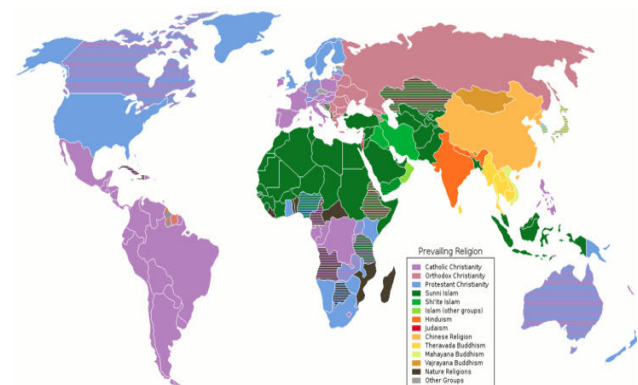 Prevailing Religion
Catholic Christianity
Orthodox Christianity
Protestant Christianity
Sunni Islam
Shi'ite Islam
Islam (other groups)
Hinduism
Judaism
Chinese Religion
Theravada Buddhism
Mahayana Buddhism
Vajrayana Buddhism
Nature Religions
Other Groups